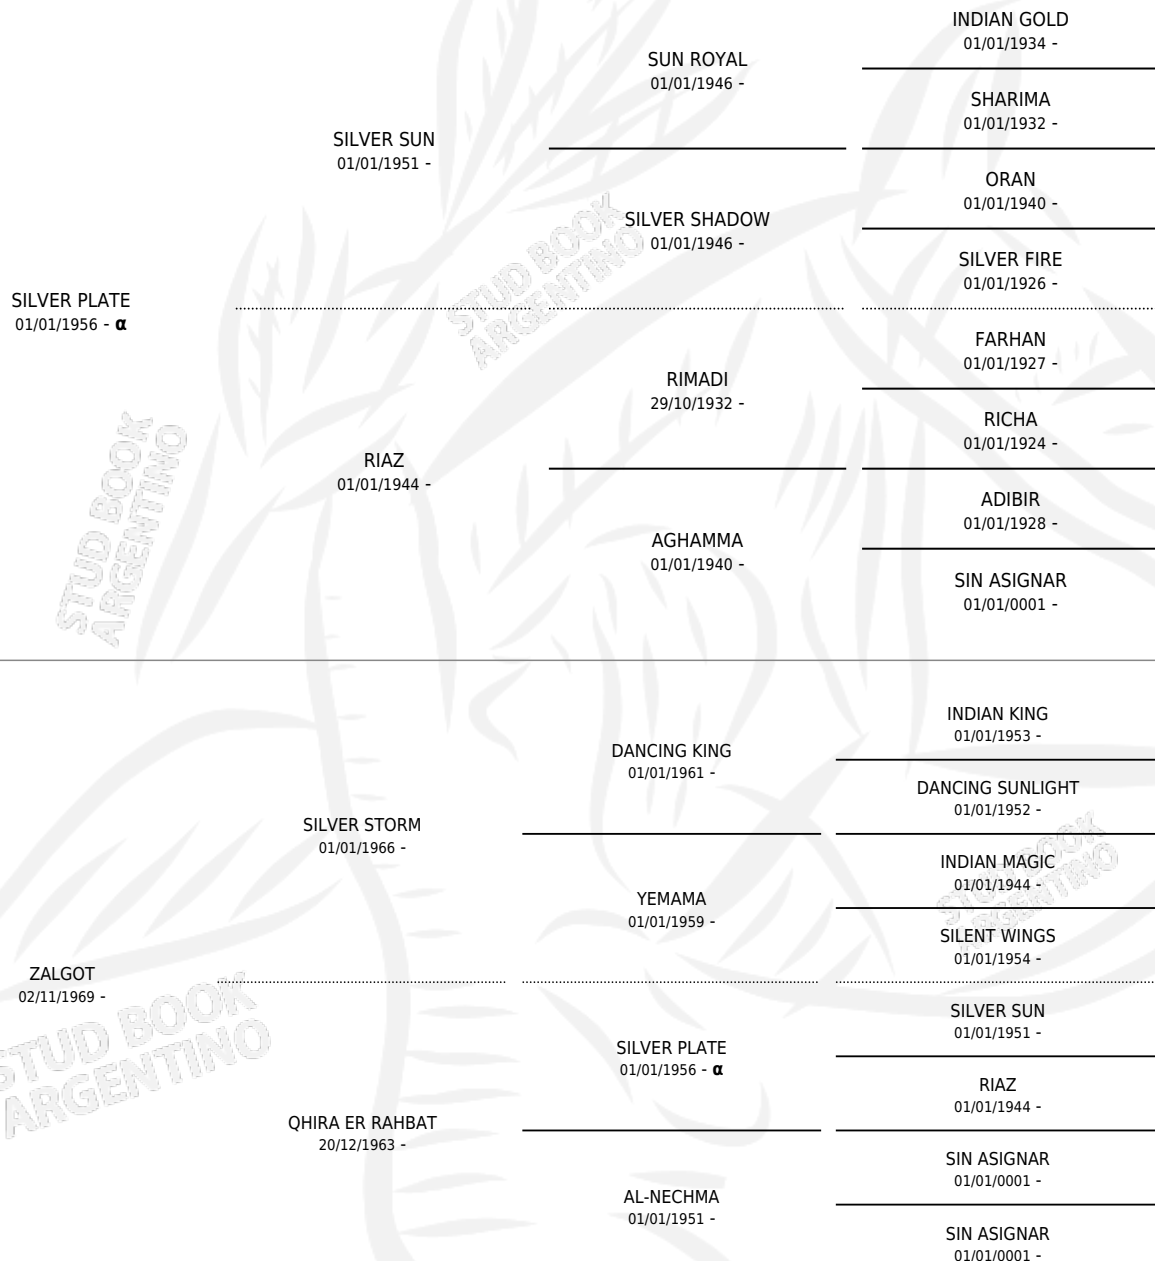 INDIAN GOLD
01/01/1934 -
SUN ROYAL
01/01/1946 -
SHARIMA
01/01/1932 -
SILVER SUN
01/01/1951 -
ORAN
01/01/1940 -
SILVER SHADOW
01/01/1946 -
SILVER FIRE
01/01/1926 -
SILVER PLATE
01/01/1956 - α
FARHAN
01/01/1927 -
RIMADI
29/10/1932 -
RICHA
01/01/1924 -
RIAZ
01/01/1944 -
ADIBIR
01/01/1928 -
AGHAMMA
01/01/1940 -
SIN ASIGNAR
01/01/0001 -
INDIAN KING
01/01/1953 -
DANCING KING
01/01/1961 -
DANCING SUNLIGHT
01/01/1952 -
SILVER STORM
01/01/1966 -
INDIAN MAGIC
01/01/1944 -
YEMAMA
01/01/1959 -
SILENT WINGS
01/01/1954 -
ZALGOT
02/11/1969 -
SILVER SUN
01/01/1951 -
SILVER PLATE
01/01/1956 - α
RIAZ
01/01/1944 -
QHIRA ER RAHBAT
20/12/1963 -
SIN ASIGNAR
01/01/0001 -
AL-NECHMA
01/01/1951 -
SIN ASIGNAR
01/01/0001 -
STUD BOOK
ARGENTINO
STUD BOOK
ARGENTINO
STUD BOOK
ARGENTINO
STUD BOOK
ARGENTINO